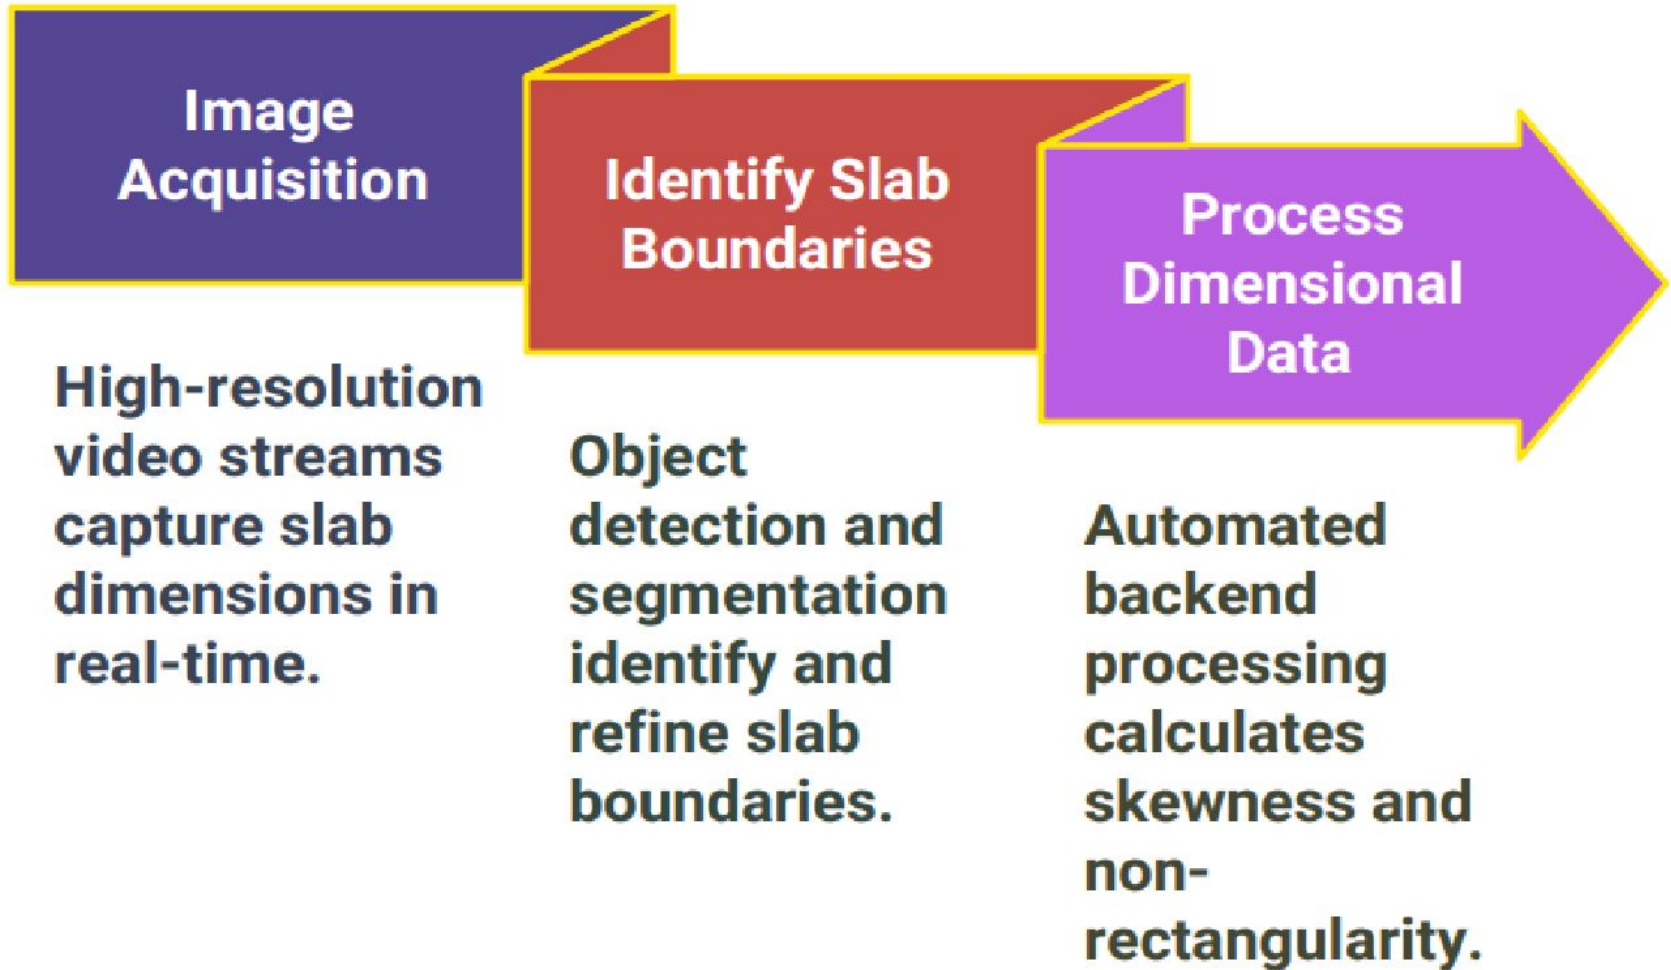 Image
Acquisition
High-resolution
video streams
capture slab
dimensions in
real-time.
Identify Slab
Boundaries
Object
detection and
segmentation
identify and
refine slab
boundaries.
Process
Dimensional
Data
Automated
backend
processing
calculates
skewness and
non-
rectangularity.